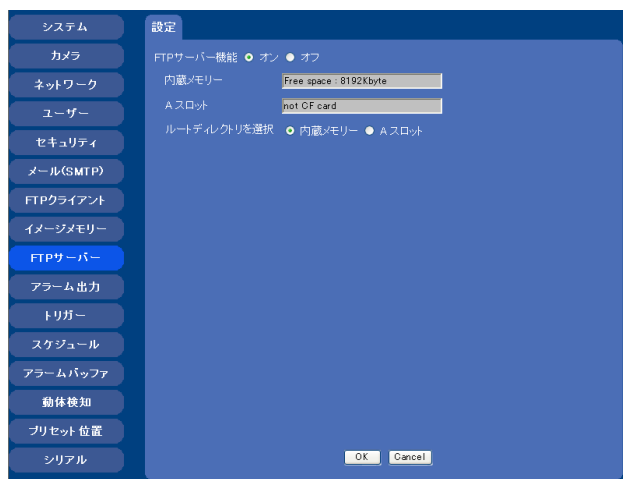 システム
カメラ
ネットワーク
ユーザー
セキュリティ
メール(SMTP)
FTPクライアント
イメージメモリー
FTPサーバー
アラーム出力
トリガー
スケジュール
アラームバッファ
動体検知
プリセット位置
シリアル
設定
FTPサーバー機能 オン オフ
内蔵メモリー Free space : 8192Kbyte
Aスロット not CF card
ルートディレクトリを選択 内蔵メモリー Aスロット
OK Cancel